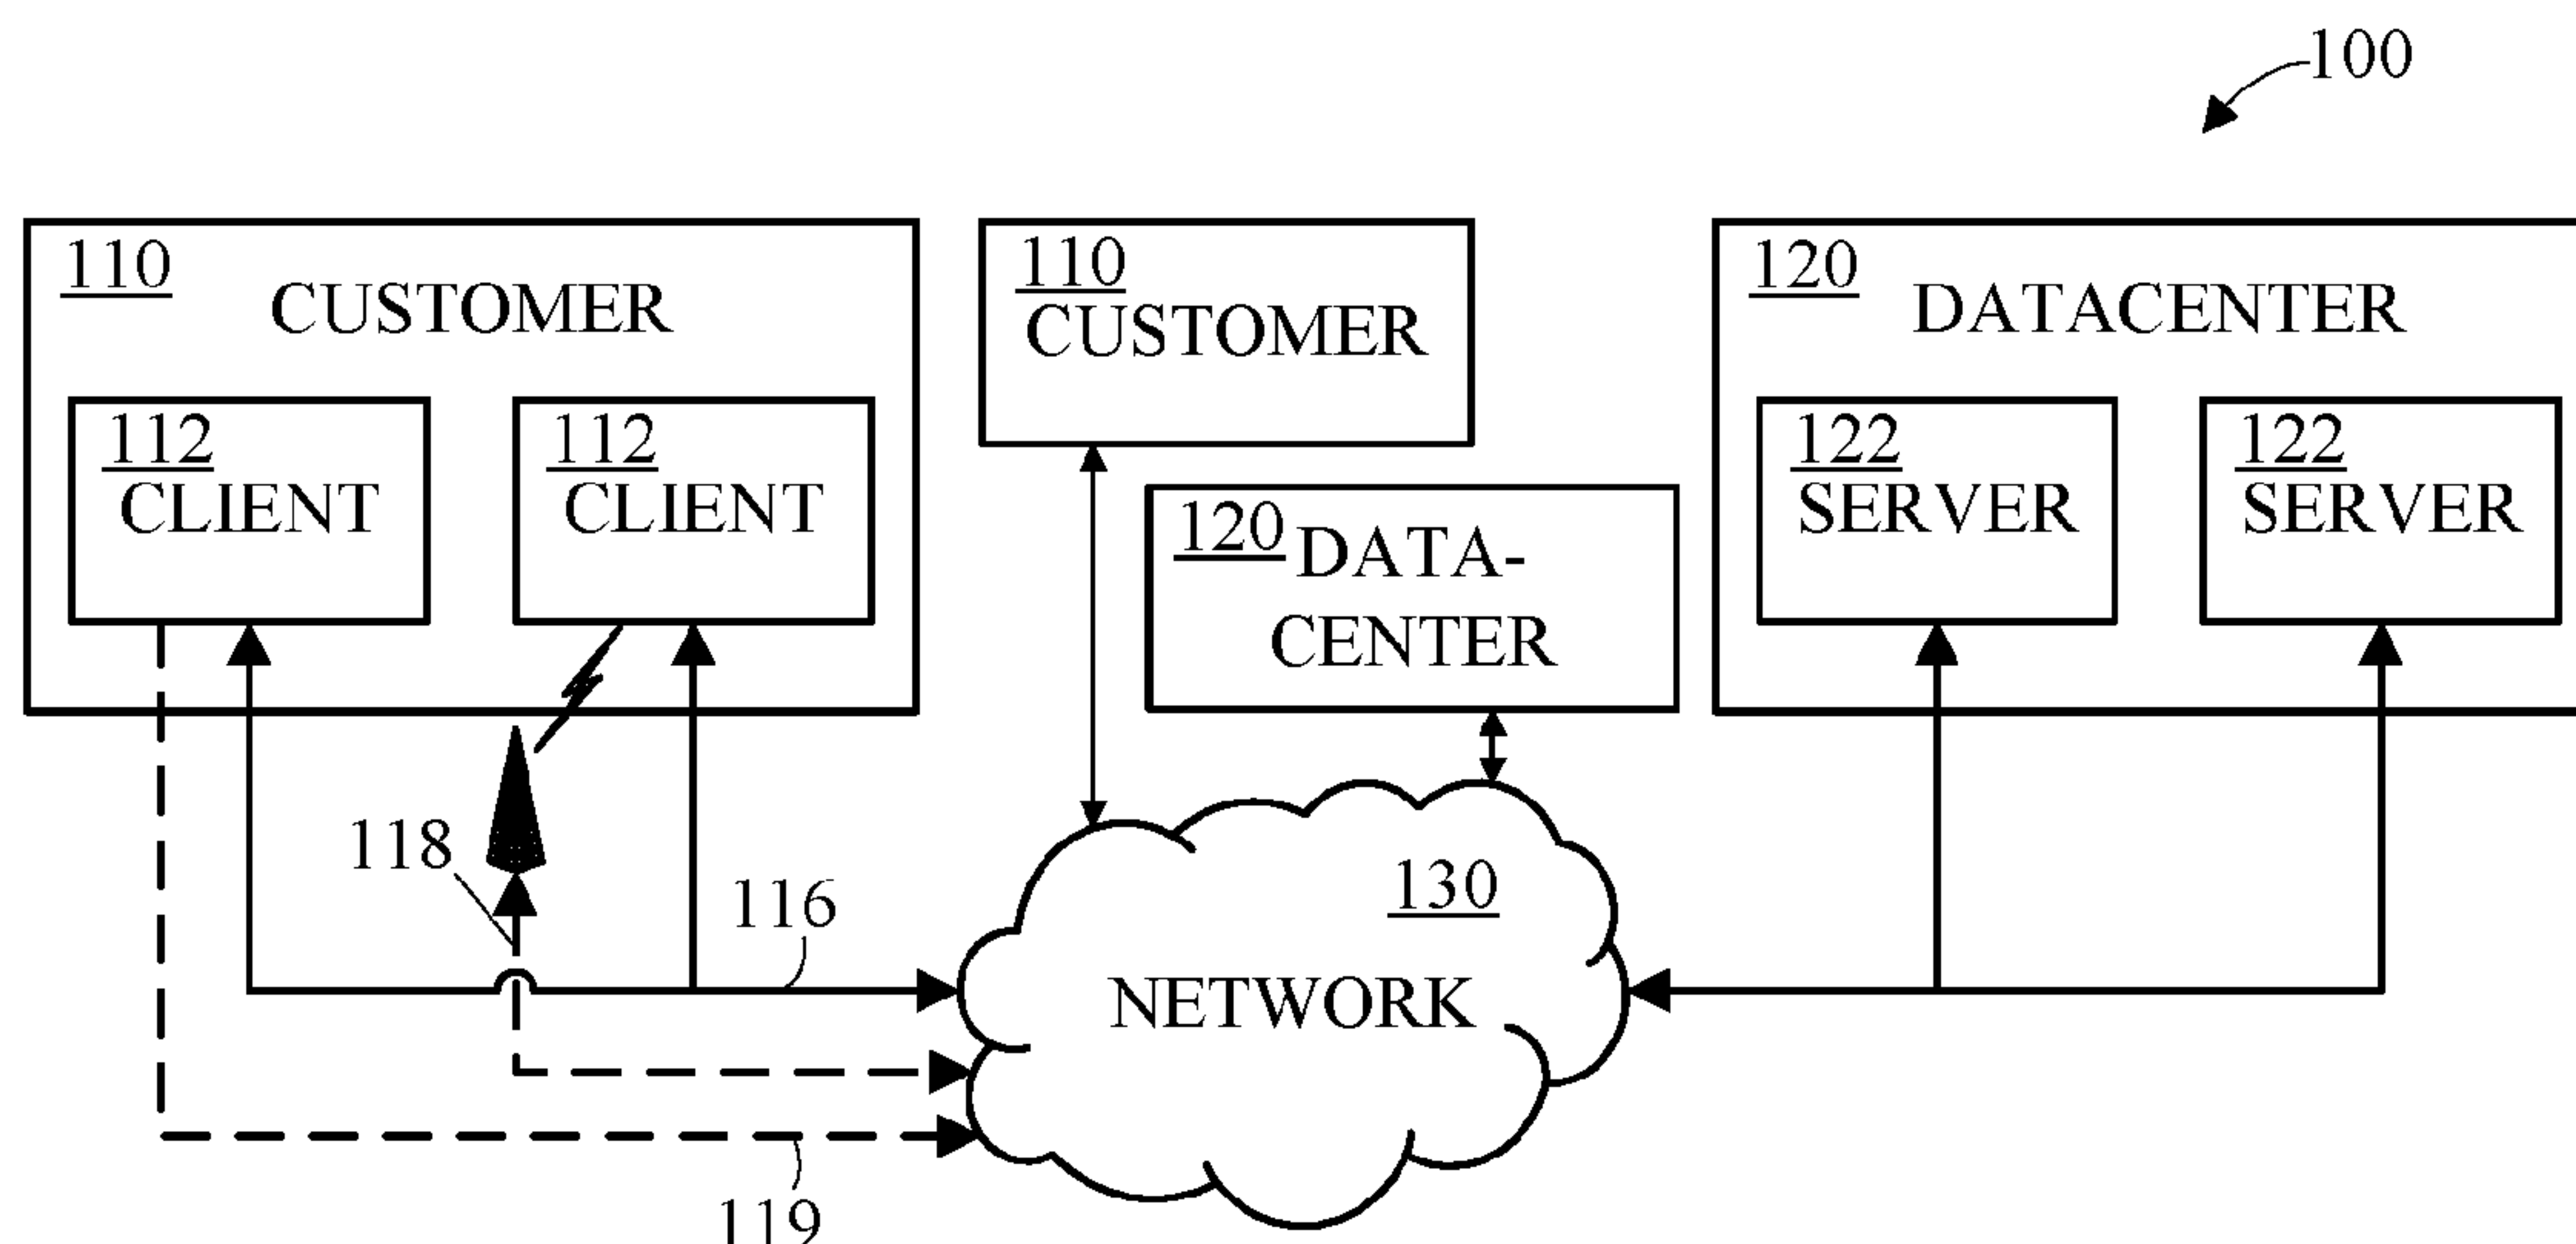 100
110
CUSTOMER
112
CLIENT
112
CLIENT
110
CUSTOMER
120 DATA-
CENTER
120
DATACENTER
122
SERVER
122
SERVER
118
116
130
NETWORK
119